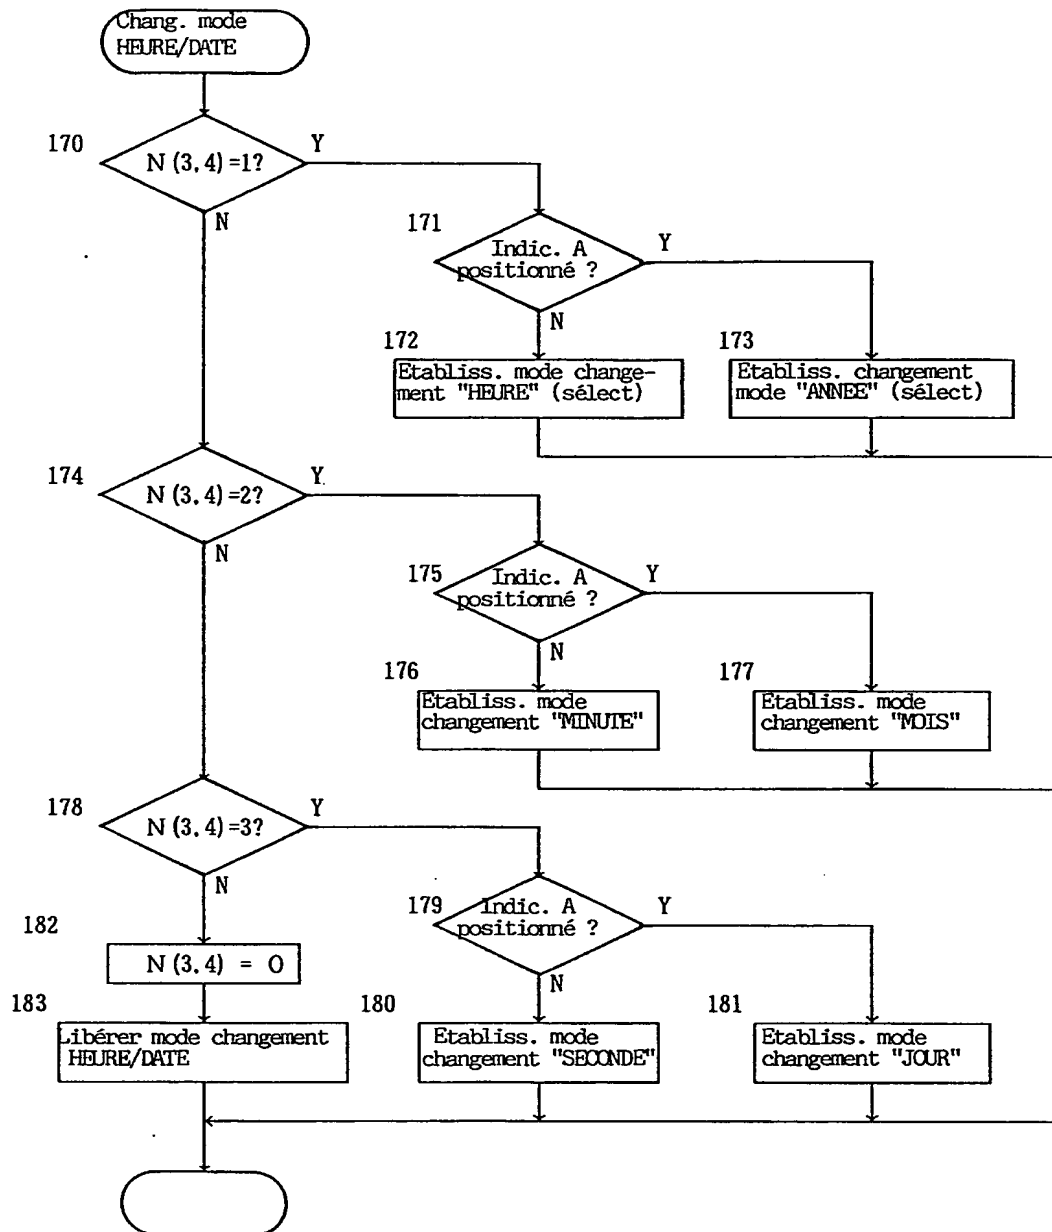 Chang. mode
HEURE/DATE
170
N (3, 4) =1?
Y
N
171
Indic. A
positionné ?
Y
N
172
Etabliss. mode change-
ment "HEURE" (sélect)
173
Etabliss. changement
mode "ANNEE" (sélect)
174
N (3, 4) =2?
Y
N
175
Indic. A
positionné ?
Y
N
176
Etabliss. mode
changement "MINUTE"
177
Etabliss. mode
changement "MOIS"
178
N (3, 4) =3?
Y
N
179
Indic. A
positionné ?
Y
N
180
Etabliss. mode
changement "SECONDE"
181
Etabliss. mode
changement "JOUR"
182
N (3, 4) = 0
183
Libérer mode changement
HEURE/DATE